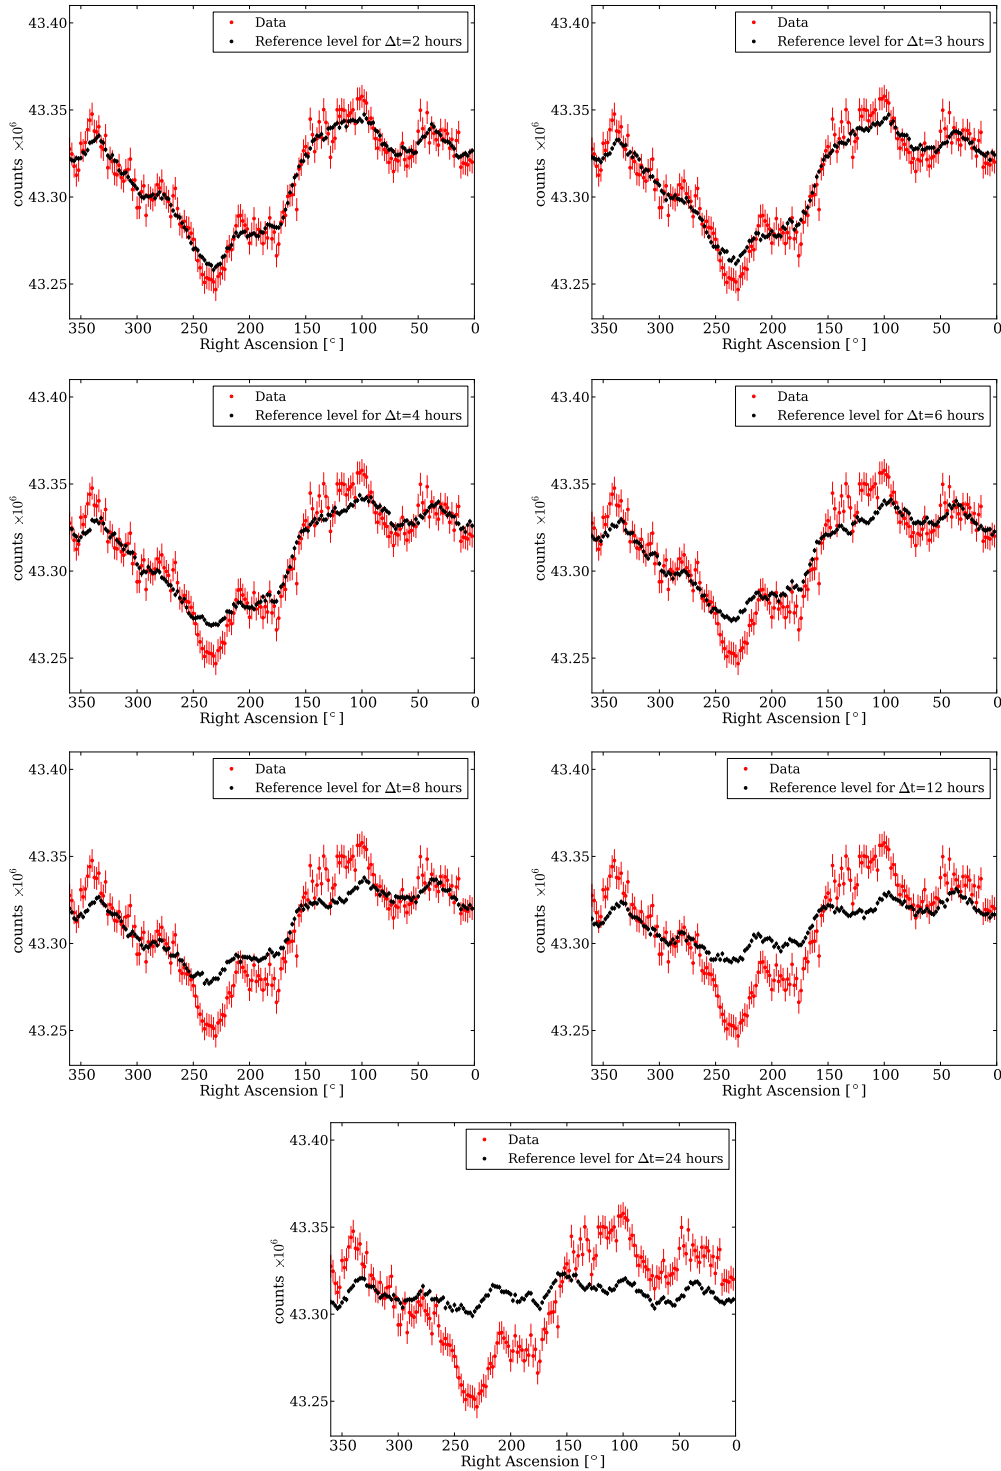 43.40
43.35
43.30
43.25
counts ×10⁶
Data
Reference level for Δt=2 hours
350 300 250 200 150 100 50 0
Right Ascension [°]
43.40
43.35
43.30
43.25
counts ×10⁶
Data
Reference level for Δt=3 hours
350 300 250 200 150 100 50 0
Right Ascension [°]
43.40
43.35
43.30
43.25
counts ×10⁶
Data
Reference level for Δt=4 hours
350 300 250 200 150 100 50 0
Right Ascension [°]
43.40
43.35
43.30
43.25
counts ×10⁶
Data
Reference level for Δt=6 hours
350 300 250 200 150 100 50 0
Right Ascension [°]
43.40
43.35
43.30
43.25
counts ×10⁶
Data
Reference level for Δt=8 hours
350 300 250 200 150 100 50 0
Right Ascension [°]
43.40
43.35
43.30
43.25
counts ×10⁶
Data
Reference level for Δt=12 hours
350 300 250 200 150 100 50 0
Right Ascension [°]
43.40
43.35
43.30
43.25
counts ×10⁶
Data
Reference level for Δt=24 hours
350 300 250 200 150 100 50 0
Right Ascension [°]